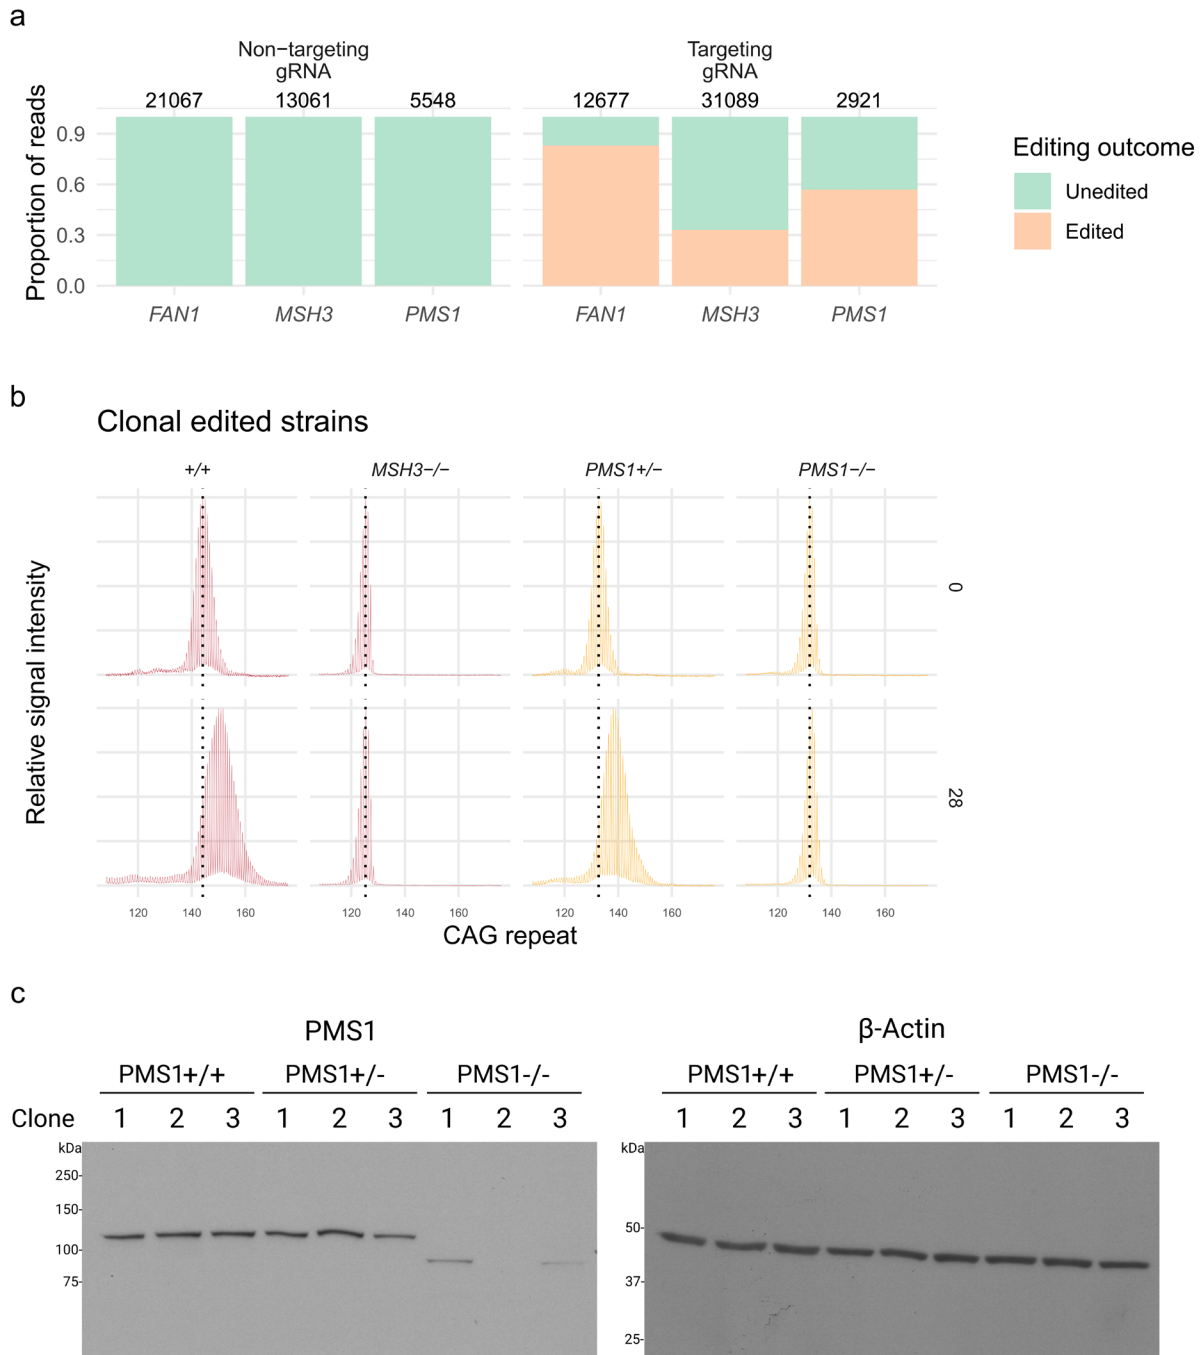 a
Non−targeting
gRNA
Targeting
gRNA
21067 13061 5548 12677 31089 2921
Proportion of reads
0.9
0.6
0.3
0.0
FAN1 MSH3 PMS1 FAN1 MSH3 PMS1
Editing outcome
Unedited
Edited
b
Clonal edited strains
+/+ MSH3−/− PMS1+/− PMS1−/−
Relative signal intensity
0
28
120 140 160 120 140 160 120 140 160 120 140 160
CAG repeat
c
PMS1 β-Actin
PMS1+/+ PMS1+/- PMS1-/- PMS1+/+ PMS1+/- PMS1-/-
Clone 1 2 3 1 2 3 1 2 3 1 2 3 1 2 3 1 2 3
kDa
250-
150-
100-
75-
kDa
50-
37-
25-